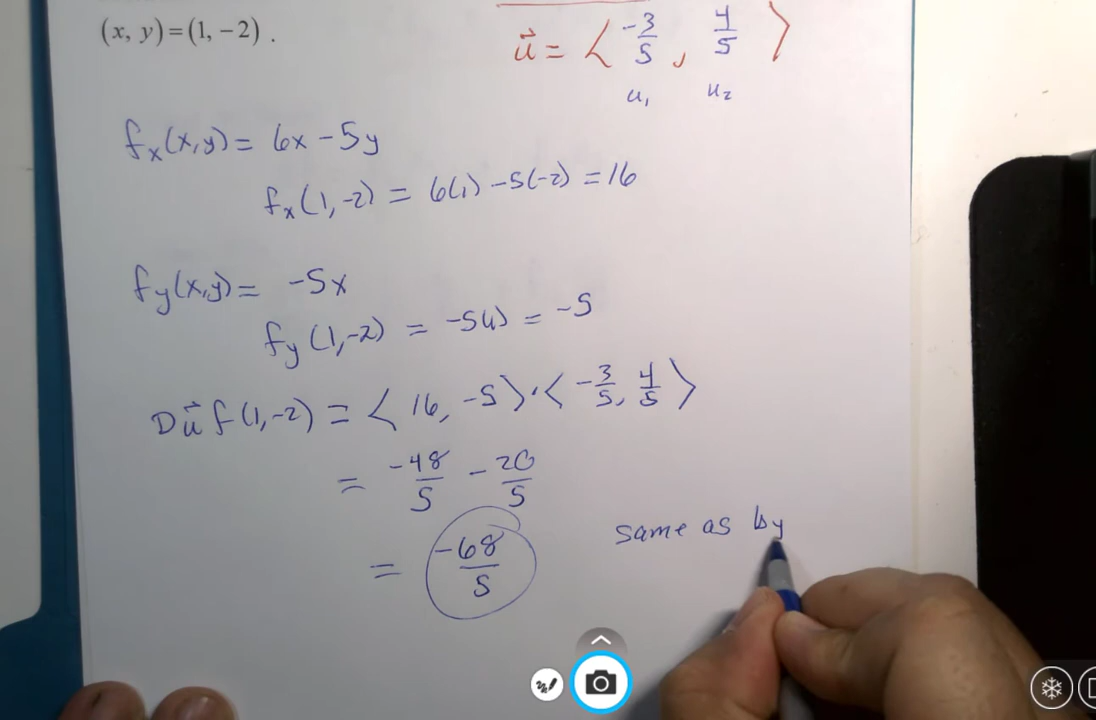 (x, y) = (1, -2) .
u⃗ = ⟨ -3/5 , 4/5 ⟩
u₁ u₂
fₓ(x,y) = 6x - 5y
fₓ(1,-2) = 6(1) - 5(-2) = 16
f_y(x,y) = -5x
f_y(1,-2) = -5(1) = -5
D_u⃗ f(1,-2) = ⟨ 16, -5 ⟩ · ⟨ -3/5, 4/5 ⟩
= -48/5 - 20/5
= -68/5
same as by